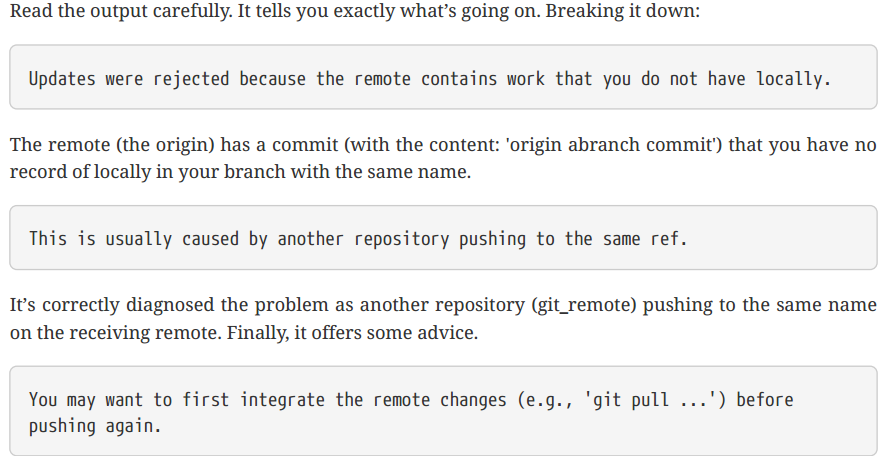 Read the output carefully. It tells you exactly what’s going on. Breaking it down:
Updates were rejected because the remote contains work that you do not have locally.
The remote (the origin) has a commit (with the content: 'origin abranch commit') that you have no
record of locally in your branch with the same name.
This is usually caused by another repository pushing to the same ref.
It’s correctly diagnosed the problem as another repository (git_remote) pushing to the same name
on the receiving remote. Finally, it offers some advice.
You may want to first integrate the remote changes (e.g., 'git pull ...') before
pushing again.